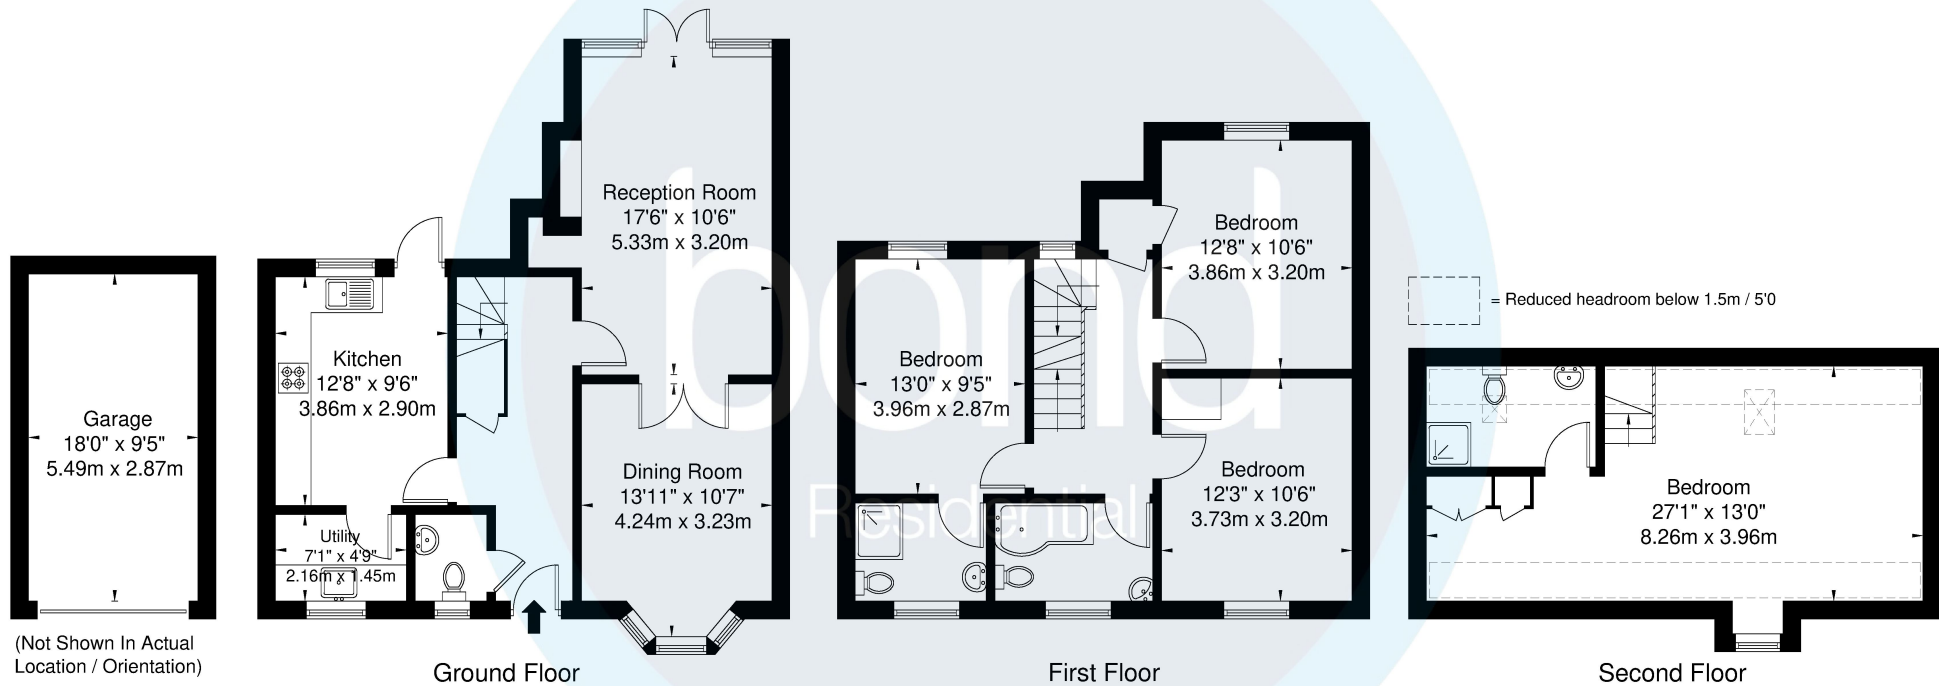 Garage
18'0" x 9'5"
5.49m x 2.87m
(Not Shown In Actual
Location / Orientation)
Kitchen
12'8" x 9'6"
3.86m x 2.90m
Utility
7'1" x 4'9"
2.16m x 1.45m
Reception Room
17'6" x 10'6"
5.33m x 3.20m
Dining Room
13'11" x 10'7"
4.24m x 3.23m
Ground Floor
bond
Residential
Bedroom
13'0" x 9'5"
3.96m x 2.87m
Bedroom
12'8" x 10'6"
3.86m x 3.20m
Bedroom
12'3" x 10'6"
3.73m x 3.20m
First Floor
= Reduced headroom below 1.5m / 5'0
Bedroom
27'1" x 13'0"
8.26m x 3.96m
Second Floor